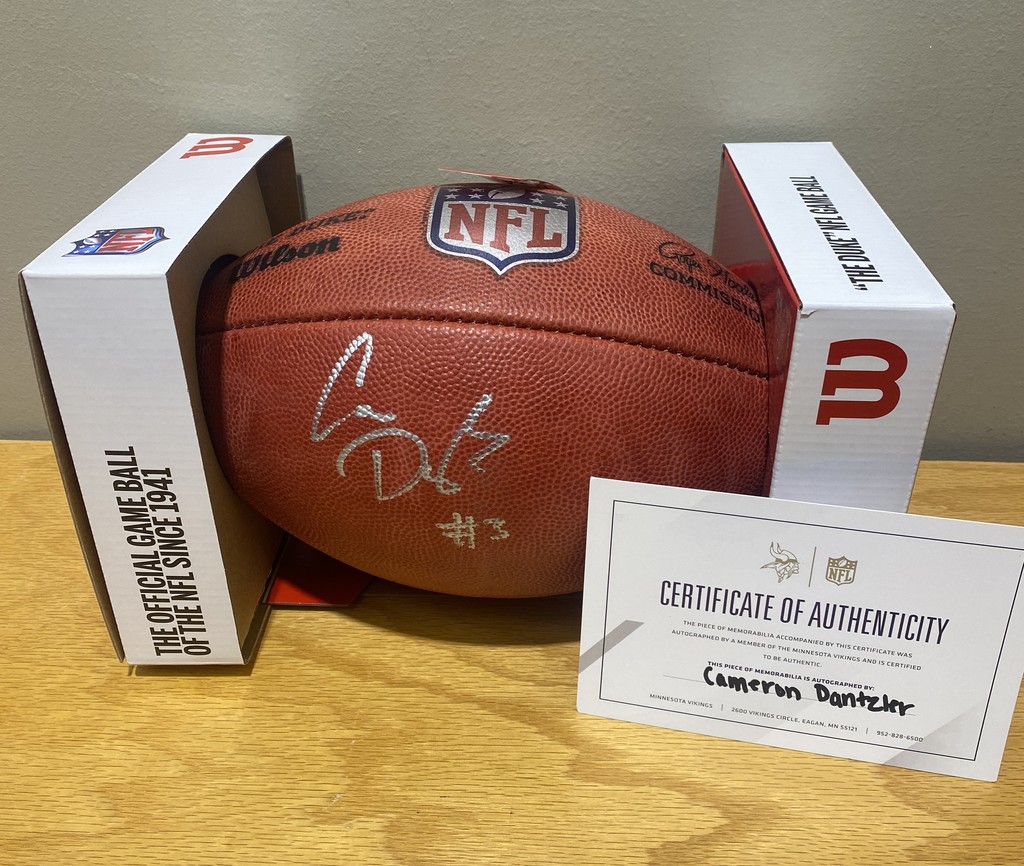 W
NFL
THE OFFICIAL GAME BALL
OF THE NFL SINCE 1941
DUKE"
Wilson
NFL
COMMISSIO
#3
"THE DUKE" NFL GAME BALL
W
NFL
CERTIFICATE OF AUTHENTICITY
THE PIECE OF MEMORABILIA ACCOMPANIED BY THIS CERTIFICATE WAS
AUTOGRAPHED BY A MEMBER OF THE MINNESOTA VIKINGS AND IS CERTIFIED
TO BE AUTHENTIC.
THIS PIECE OF MEMORABILIA IS AUTOGRAPHED BY:
Cameron Dantzler
MINNESOTA VIKINGS | 2600 VIKINGS CIRCLE, EAGAN, MN 55121 | 952-828-6500